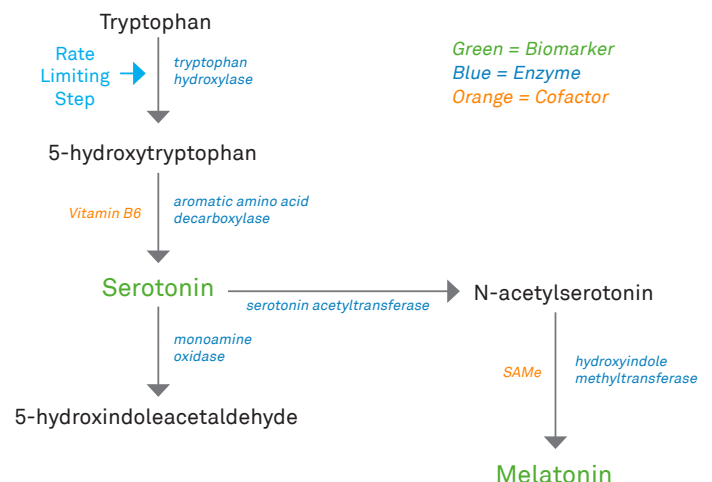 Tryptophan
Rate
Limiting
Step
tryptophan
hydroxylase
Green = Biomarker
Blue = Enzyme
Orange = Cofactor
5-hydroxytryptophan
Vitamin B6
aromatic amino acid
decarboxylase
Serotonin
serotonin acetyltransferase
N-acetylserotonin
monoamine
oxidase
SAMe
hydroxyindole
methyltransferase
5-hydroxindoleacetaldehyde
Melatonin